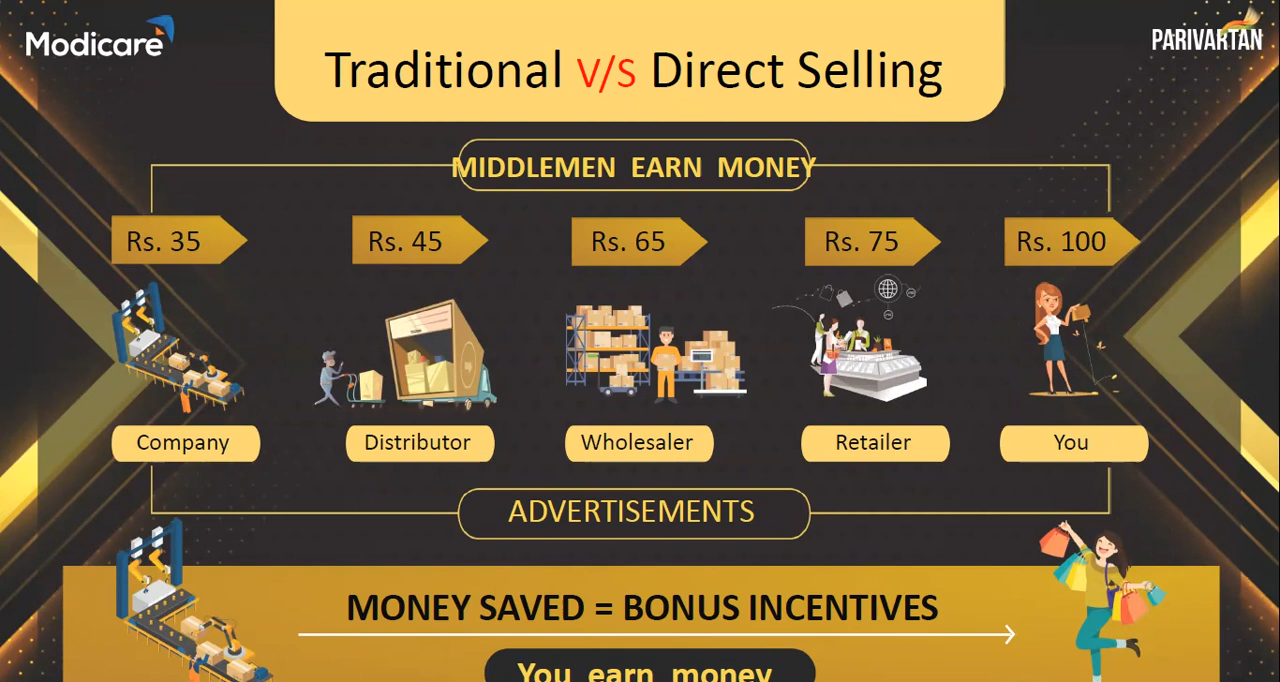 Modicare
PARIVARTAN
Traditional V/S Direct Selling
MIDDLEMEN EARN MONEY
Rs. 35
Rs. 45
Rs. 65
Rs. 75
Rs. 100
Company
Distributor
Wholesaler
Retailer
You
ADVERTISEMENTS
MONEY SAVED = BONUS INCENTIVES
You earn money